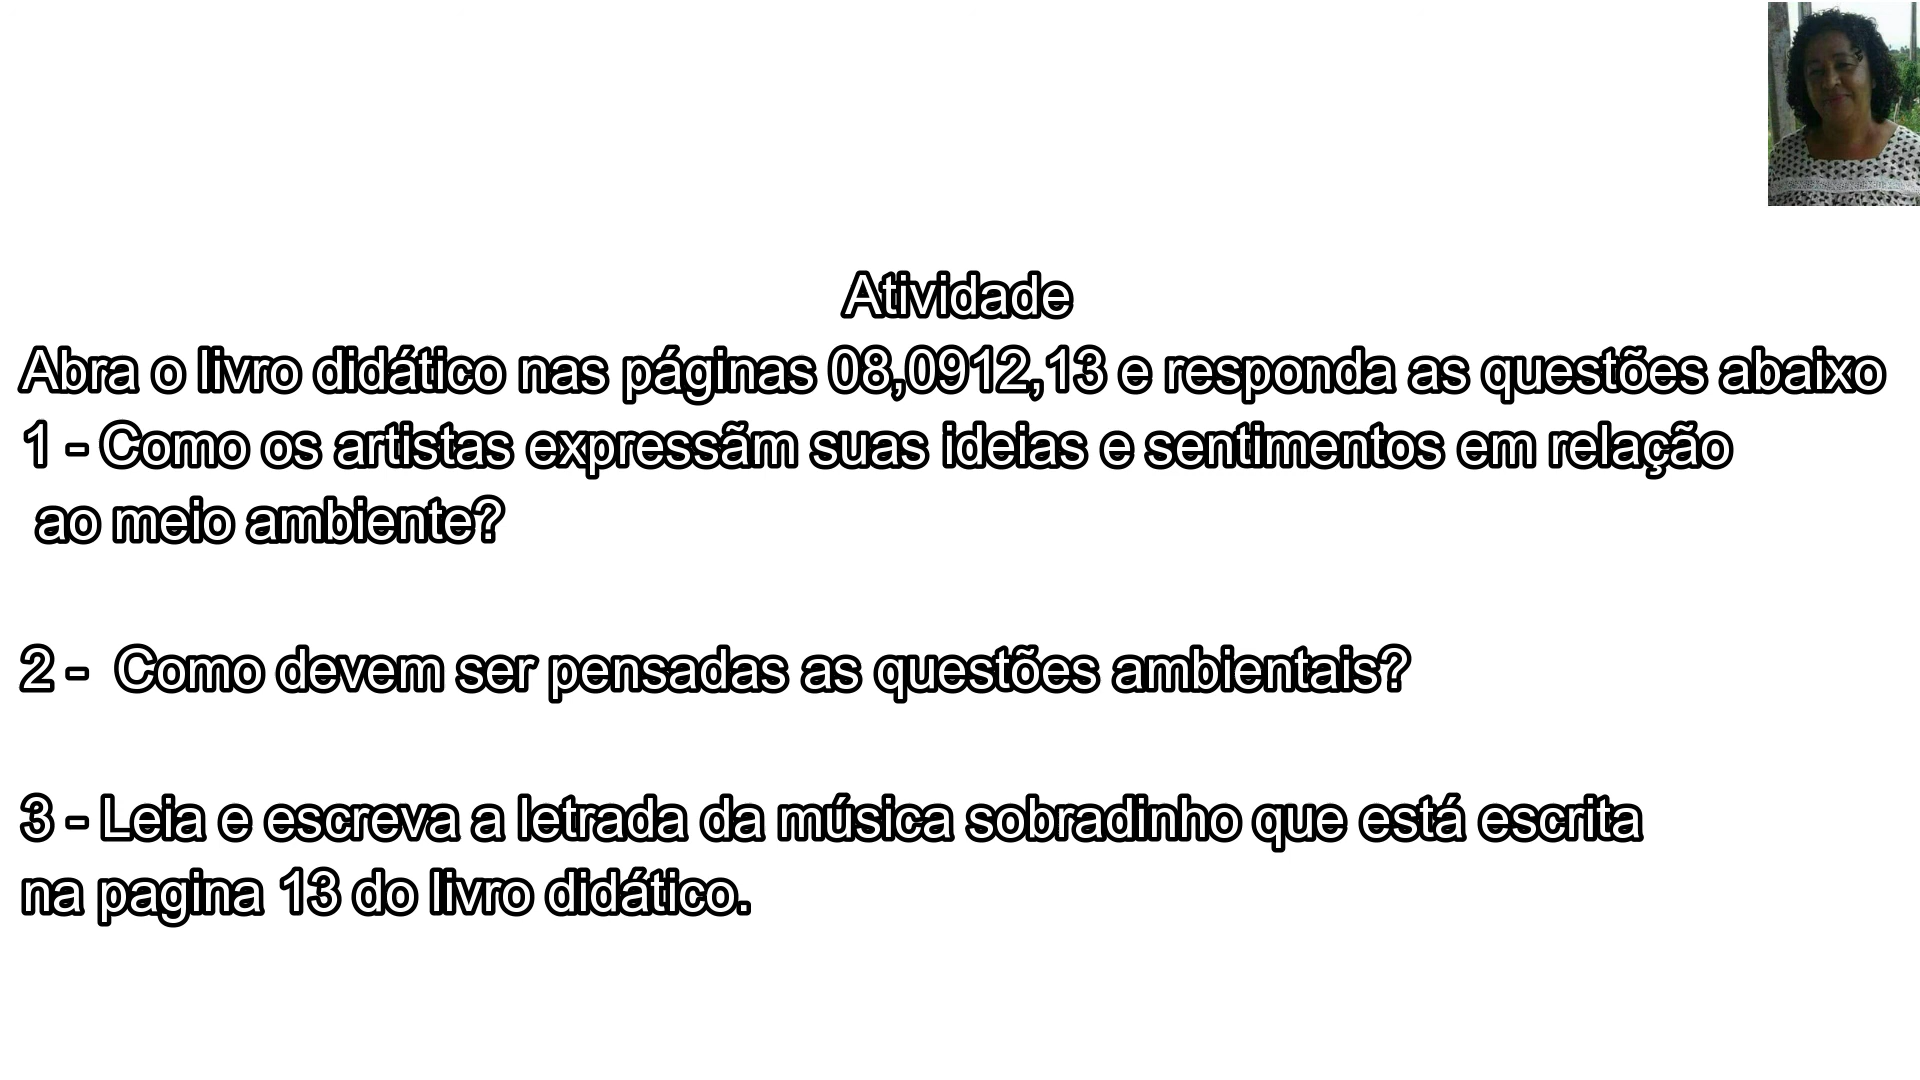 Atividade
Abra o livro didático nas páginas 08,0912,13 e responda as questões abaixo
1 - Como os artistas expressãm suas ideias e sentimentos em relação
ao meio ambiente?
2 - Como devem ser pensadas as questões ambientais?
3 - Leia e escreva a letrada da música sobradinho que está escrita
na pagina 13 do livro didático.